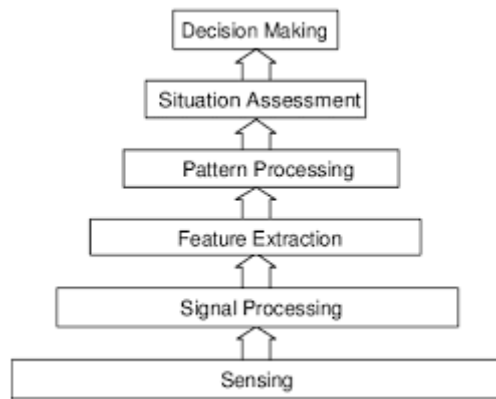 Decision Making
Situation Assessment
Pattern Processing
Feature Extraction
Signal Processing
Sensing